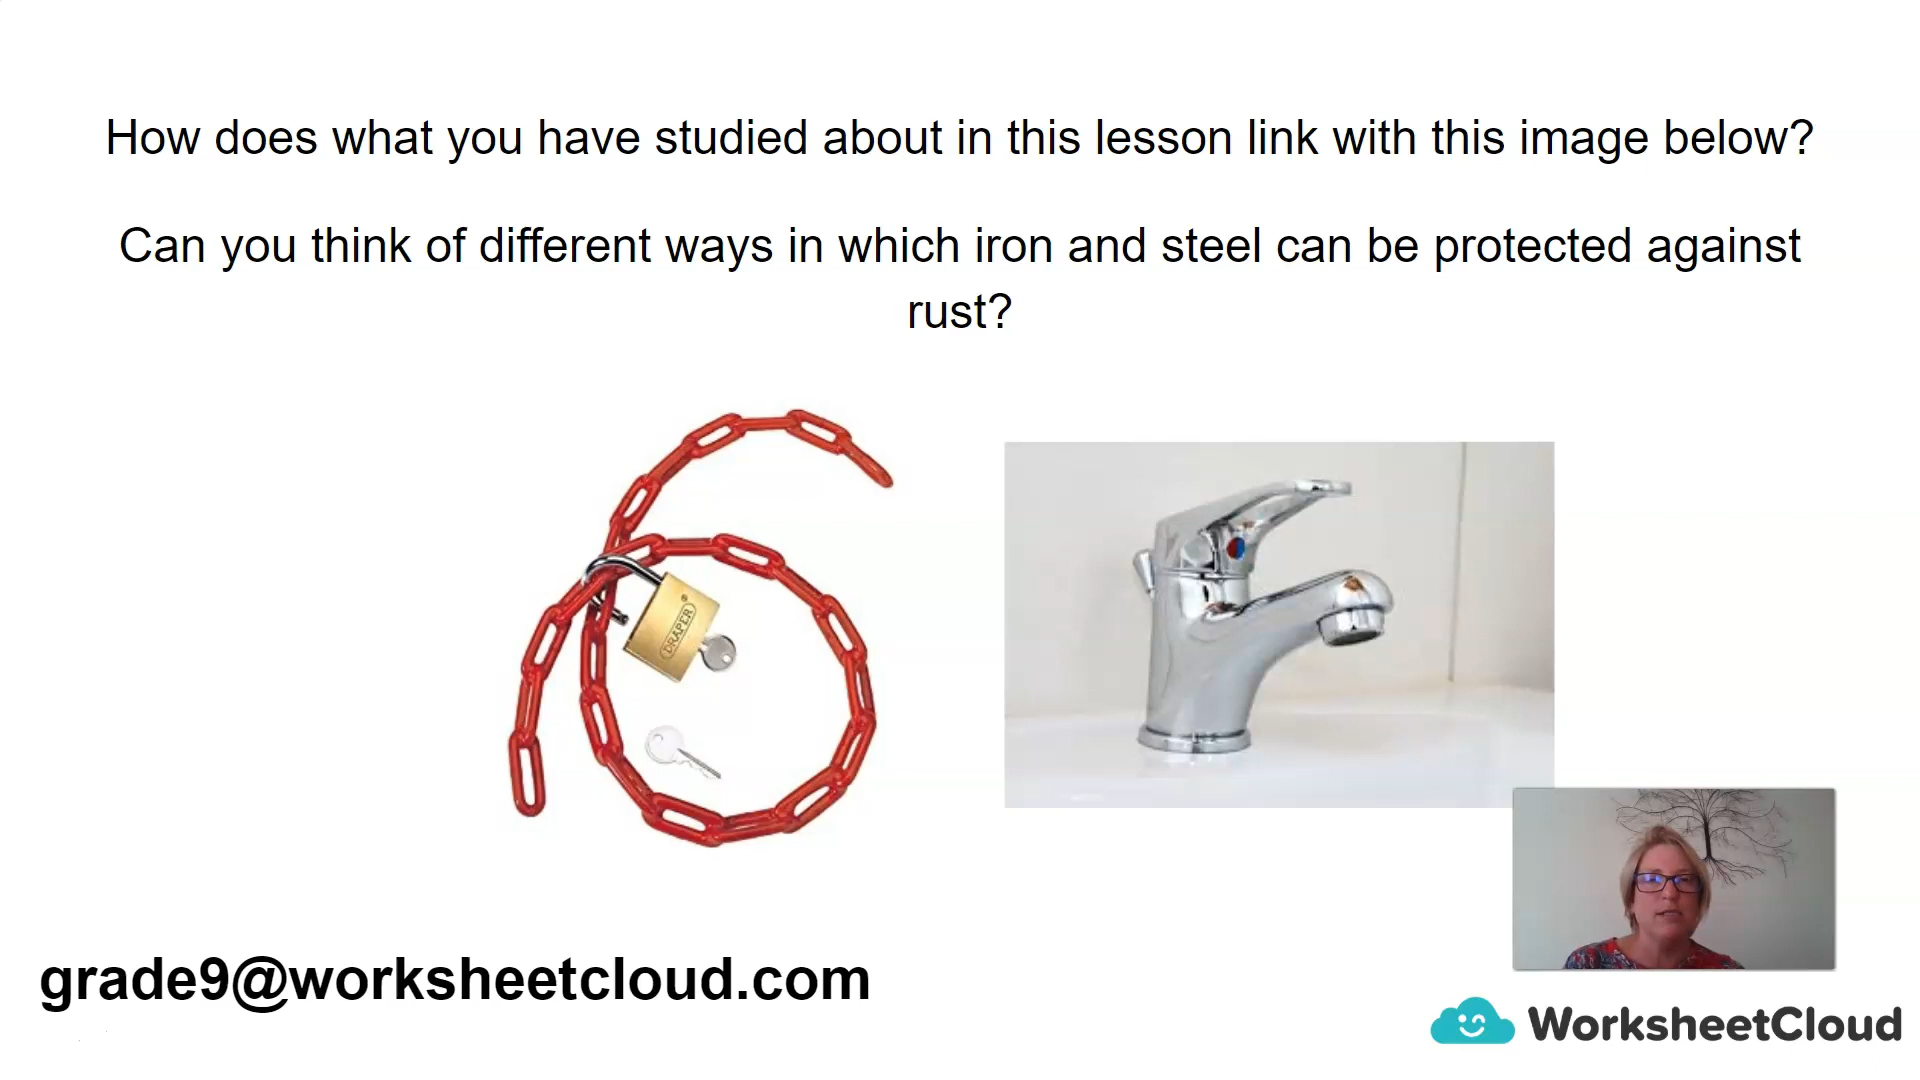 How does what you have studied about in this lesson link with this image below?
Can you think of different ways in which iron and steel can be protected against
rust?
DRAPER
grade9@worksheetcloud.com
WorksheetCloud